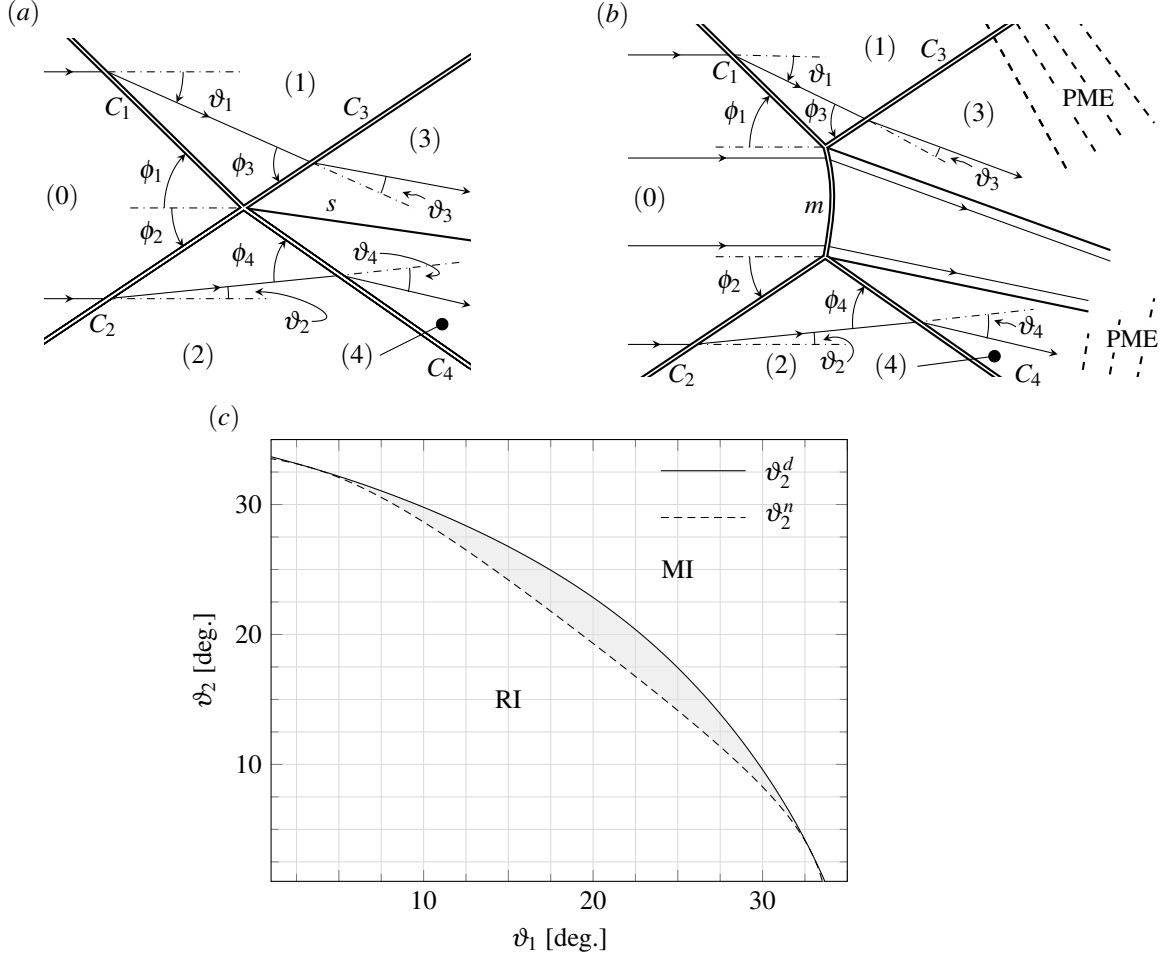 (a)
(1)
C₁
ϑ₁
C₃
(3)
ϕ₁
ϕ₃
ϑ₃
(0)
s
ϕ₂
ϕ₄
ϑ₄
C₂
ϑ₂
(2)
(4)
C₄
(b)
(1)
C₁
ϑ₁
C₃
PME
ϕ₁
ϕ₃
(3)
ϑ₃
(0)
m
ϕ₂
ϕ₄
ϑ₄
PME
C₂
(2)
ϑ₂
(4)
C₄
(c)
ϑ₂ᵈ
ϑ₂ⁿ
MI
RI
30
20
10
ϑ₂ [deg.]
10 20 30
ϑ₁ [deg.]